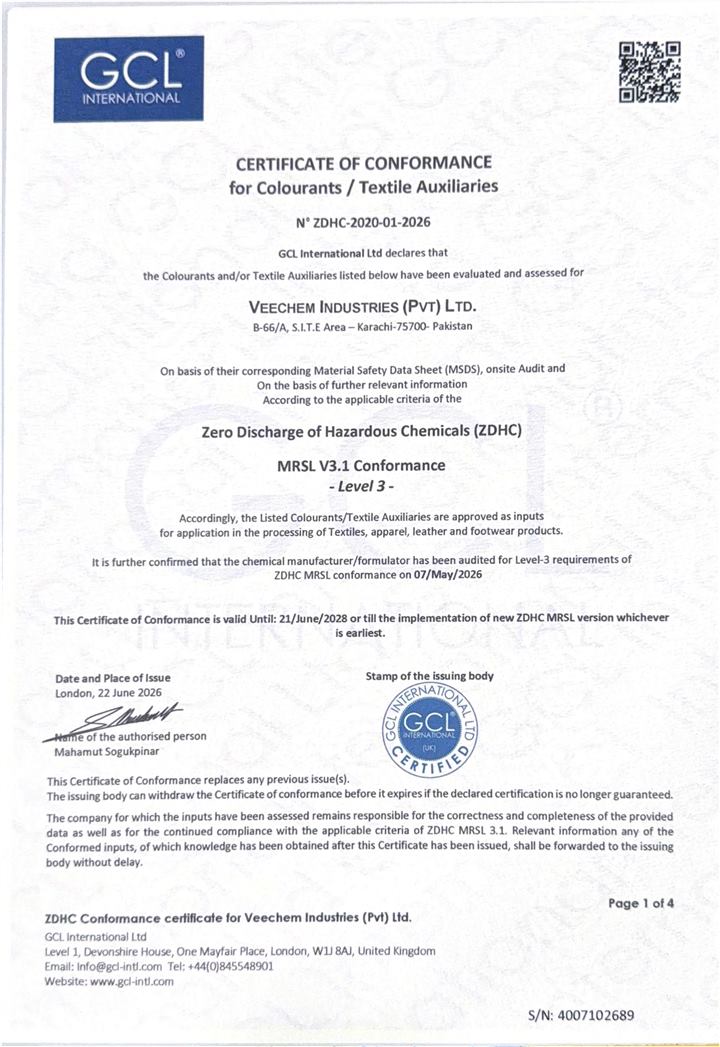 GCL®
INTERNATIONAL
CERTIFICATE OF CONFORMANCE
for Colourants / Textile Auxiliaries
N° ZDHC-2020-01-2026
GCL International Ltd declares that
the Colourants and/or Textile Auxiliaries listed below have been evaluated and assessed for
VEECHEM INDUSTRIES (PVT) LTD.
B-66/A, S.I.T.E Area – Karachi-75700- Pakistan
On basis of their corresponding Material Safety Data Sheet (MSDS), onsite Audit and
On the basis of further relevant information
According to the applicable criteria of the
Zero Discharge of Hazardous Chemicals (ZDHC)
MRSL V3.1 Conformance
- Level 3 -
Accordingly, the Listed Colourants/Textile Auxiliaries are approved as inputs
for application in the processing of Textiles, apparel, leather and footwear products.
It is further confirmed that the chemical manufacturer/formulator has been audited for Level-3 requirements of
ZDHC MRSL conformance on 07/May/2026
This Certificate of Conformance is valid Until: 21/June/2028 or till the implementation of new ZDHC MRSL version whichever
is earliest.
Date and Place of Issue
London, 22 June 2026
Name of the authorised person
Mahamut Sogukpinar
Stamp of the issuing body
GCL INTERNATIONAL LTD
GCL®
INTERNATIONAL
(UK)
CERTIFIED
This Certificate of Conformance replaces any previous issue(s).
The issuing body can withdraw the Certificate of conformance before it expires if the declared certification is no longer guaranteed.
The company for which the inputs have been assessed remains responsible for the correctness and completeness of the provided
data as well as for the continued compliance with the applicable criteria of ZDHC MRSL 3.1. Relevant information any of the
Conformed inputs, of which knowledge has been obtained after this Certificate has been issued, shall be forwarded to the issuing
body without delay.
Page 1 of 4
ZDHC Conformance certificate for Veechem Industries (Pvt) Ltd.
GCL International Ltd
Level 1, Devonshire House, One Mayfair Place, London, W1J 8AJ, United Kingdom
Email: Info@gcl-intl.com Tel: +44(0)845548901
Website: www.gcl-intl.com
S/N: 4007102689